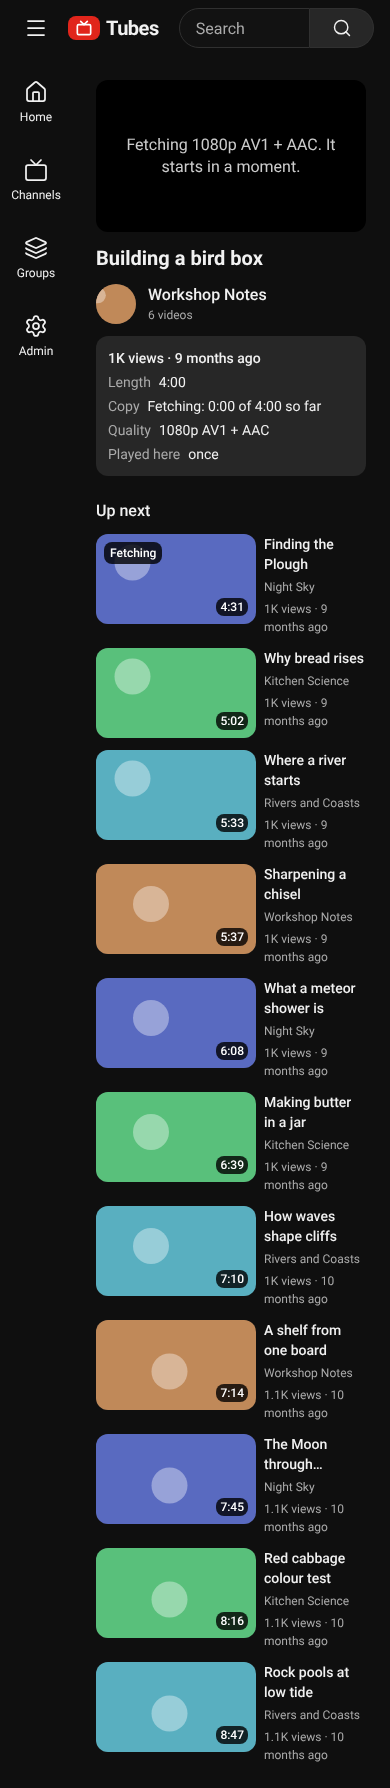 Tubes
Search
Home
Channels
Groups
Admin
Fetching 1080p AV1 + AAC. It
starts in a moment.
Building a bird box
Workshop Notes
6 videos
1K views · 9 months ago
Length 4:00
Copy Fetching: 0:00 of 4:00 so far
Quality 1080p AV1 + AAC
Played here once
Up next
Fetching
4:31
Finding the
Plough
Night Sky
1K views · 9
months ago
5:02
Why bread rises
Kitchen Science
1K views · 9
months ago
5:33
Where a river
starts
Rivers and Coasts
1K views · 9
months ago
5:37
Sharpening a
chisel
Workshop Notes
1K views · 9
months ago
6:08
What a meteor
shower is
Night Sky
1K views · 9
months ago
6:39
Making butter
in a jar
Kitchen Science
1K views · 9
months ago
7:10
How waves
shape cliffs
Rivers and Coasts
1K views · 10
months ago
7:14
A shelf from
one board
Workshop Notes
1.1K views · 10
months ago
7:45
The Moon
through…
Night Sky
1.1K views · 10
months ago
8:16
Red cabbage
colour test
Kitchen Science
1.1K views · 10
months ago
8:47
Rock pools at
low tide
Rivers and Coasts
1.1K views · 10
months ago